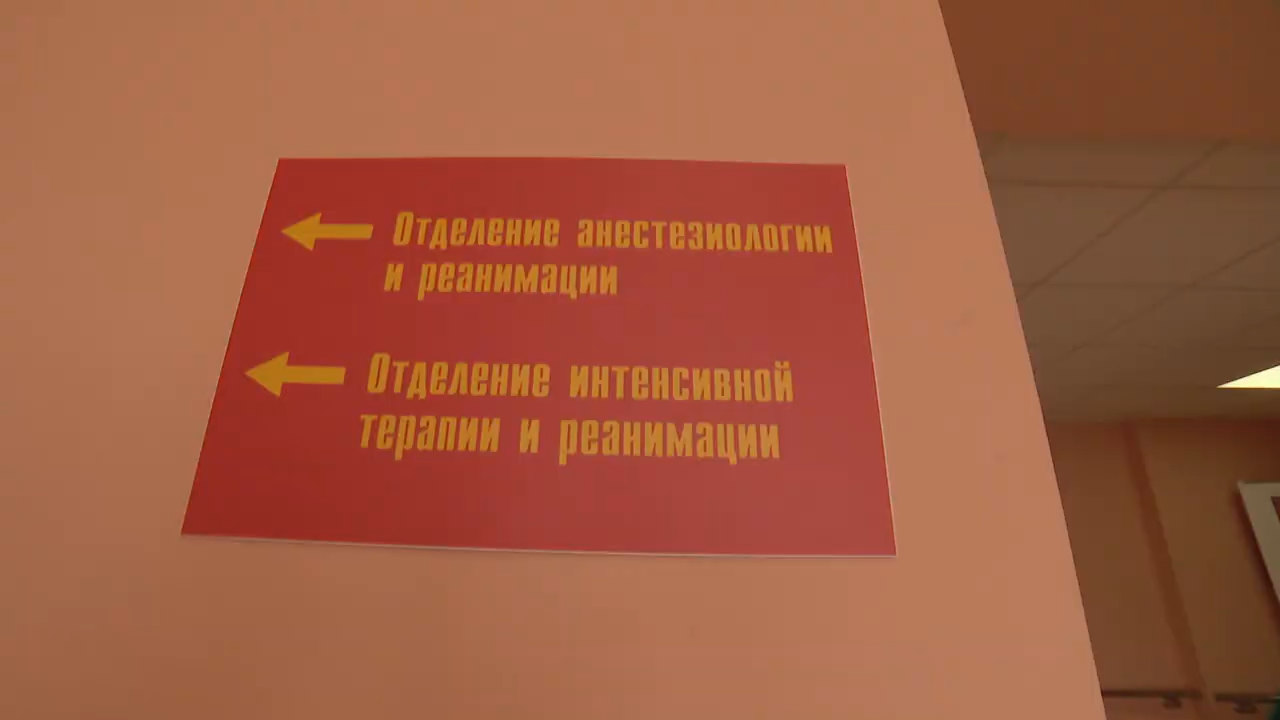 Отделение анестезиологии
и реанимации
Отделение интенсивной
терапии и реанимации